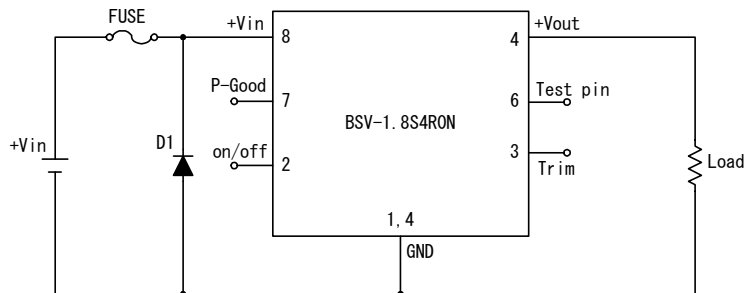 FUSE
+Vin
8
4
+Vout
P-Good
7
6
Test pin
BSV-1.8S4R0N
+Vin
D1
on/off
2
3
Trim
Load
1,4
GND